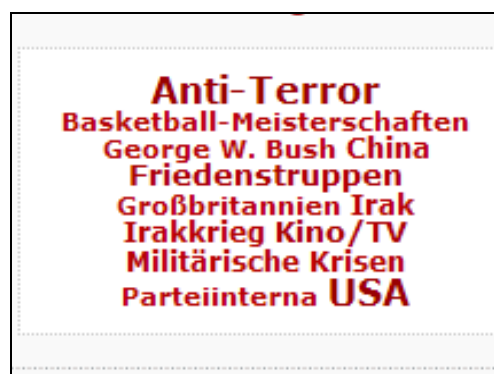 Anti-Terror
Basketball-Meisterschaften
George W. Bush China
Friedenstruppen
Großbritannien Irak
Irakkrieg Kino/TV
Militärische Krisen
Parteiinterna USA